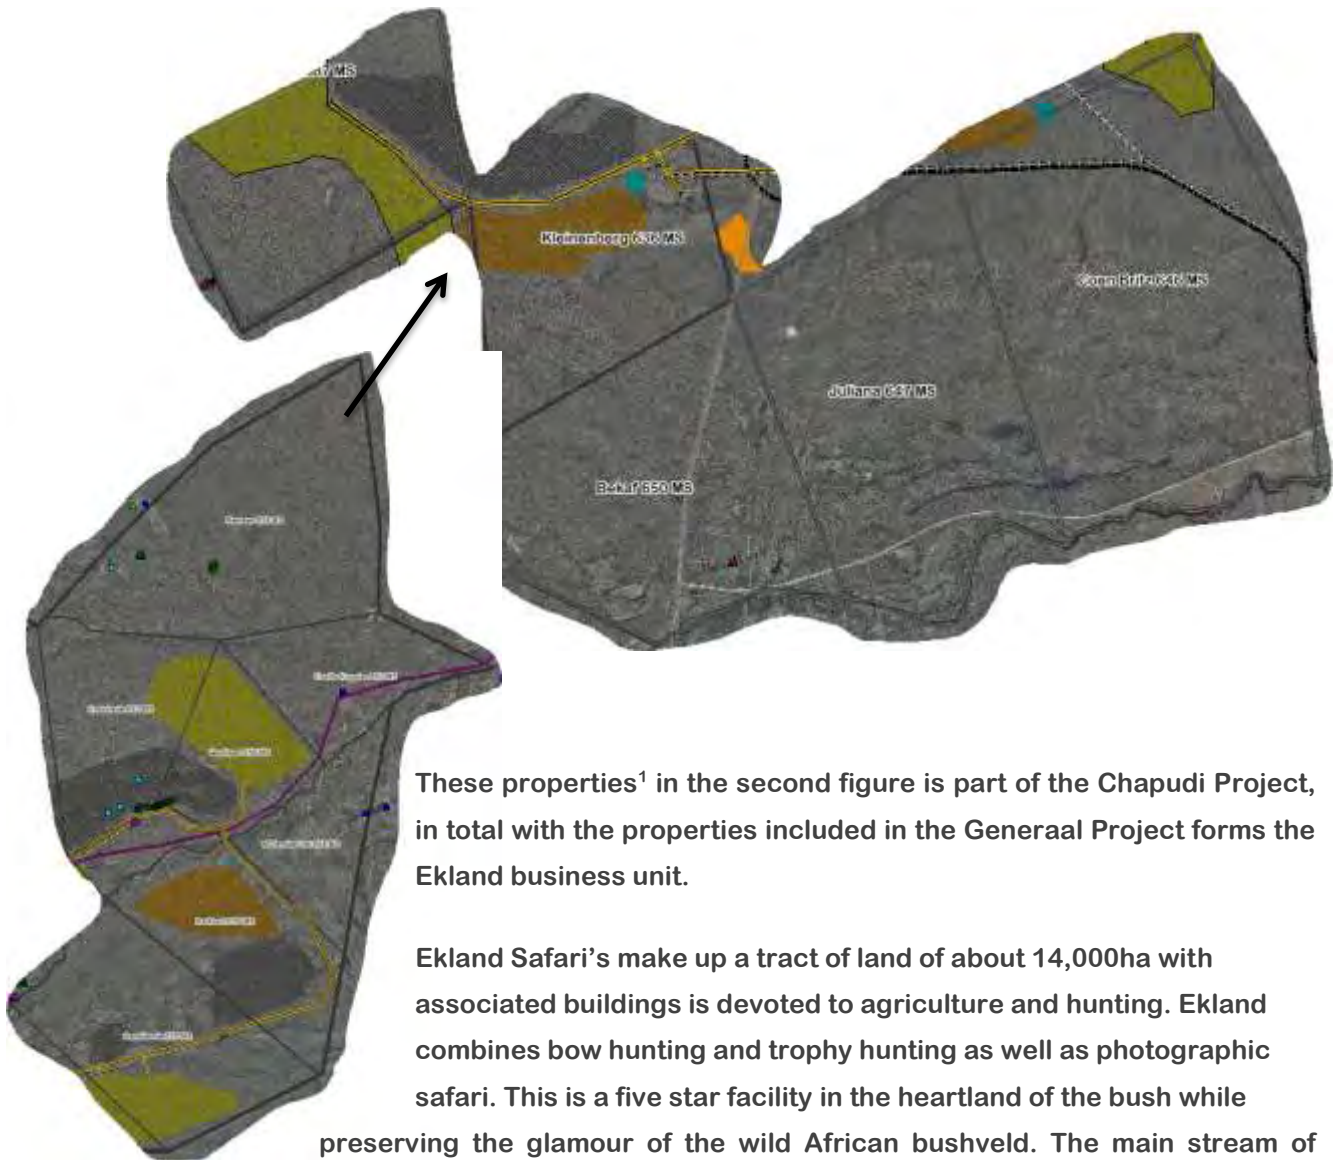 MS
Kleinenberg 636 MS
Coen Britz 646 MS
Juliana 647 MS
Bekaf 650 MS
These properties¹ in the second figure is part of the Chapudi Project,
in total with the properties included in the Generaal Project forms the
Ekland business unit.
Ekland Safari’s make up a tract of land of about 14,000ha with
associated buildings is devoted to agriculture and hunting. Ekland
combines bow hunting and trophy hunting as well as photographic
safari. This is a five star facility in the heartland of the bush while
preserving the glamour of the wild African bushveld. The main stream of